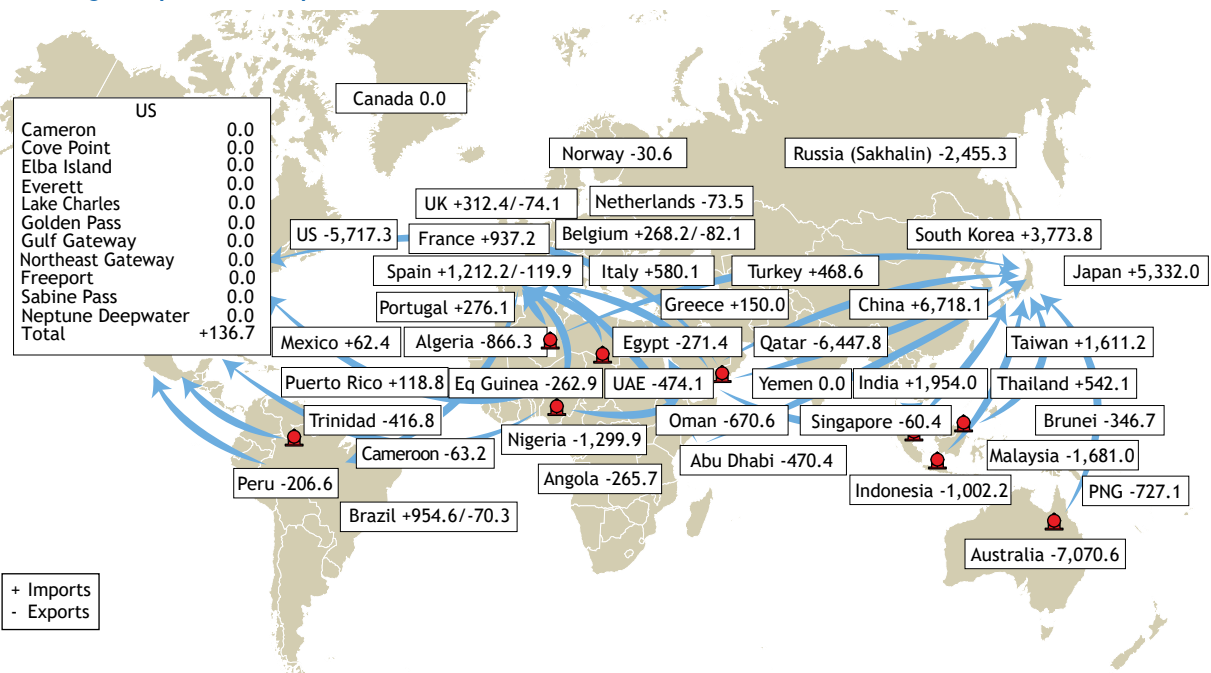 Canada 0.0
US
Cameron 0.0
Cove Point 0.0
Elba Island 0.0
Everett 0.0
Lake Charles 0.0
Golden Pass 0.0
Gulf Gateway 0.0
Northeast Gateway 0.0
Freeport 0.0
Sabine Pass 0.0
Neptune Deepwater 0.0
Total +136.7
Norway -30.6
Russia (Sakhalin) -2,455.3
UK +312.4/-74.1
Netherlands -73.5
US -5,717.3
France +937.2
Belgium +268.2/-82.1
South Korea +3,773.8
Spain +1,212.2/-119.9
Italy +580.1
Turkey +468.6
Japan +5,332.0
Portugal +276.1
Greece +150.0
China +6,718.1
Mexico +62.4
Algeria -866.3
Egypt -271.4
Qatar -6,447.8
Taiwan +1,611.2
Puerto Rico +118.8
Eq Guinea -262.9
UAE -474.1
Yemen 0.0
India +1,954.0
Thailand +542.1
Trinidad -416.8
Oman -670.6
Singapore -60.4
Brunei -346.7
Nigeria -1,299.9
Cameroon -63.2
Abu Dhabi -470.4
Malaysia -1,681.0
Peru -206.6
Angola -265.7
Indonesia -1,002.2
PNG -727.1
Brazil +954.6/-70.3
Australia -7,070.6
+ Imports
- Exports